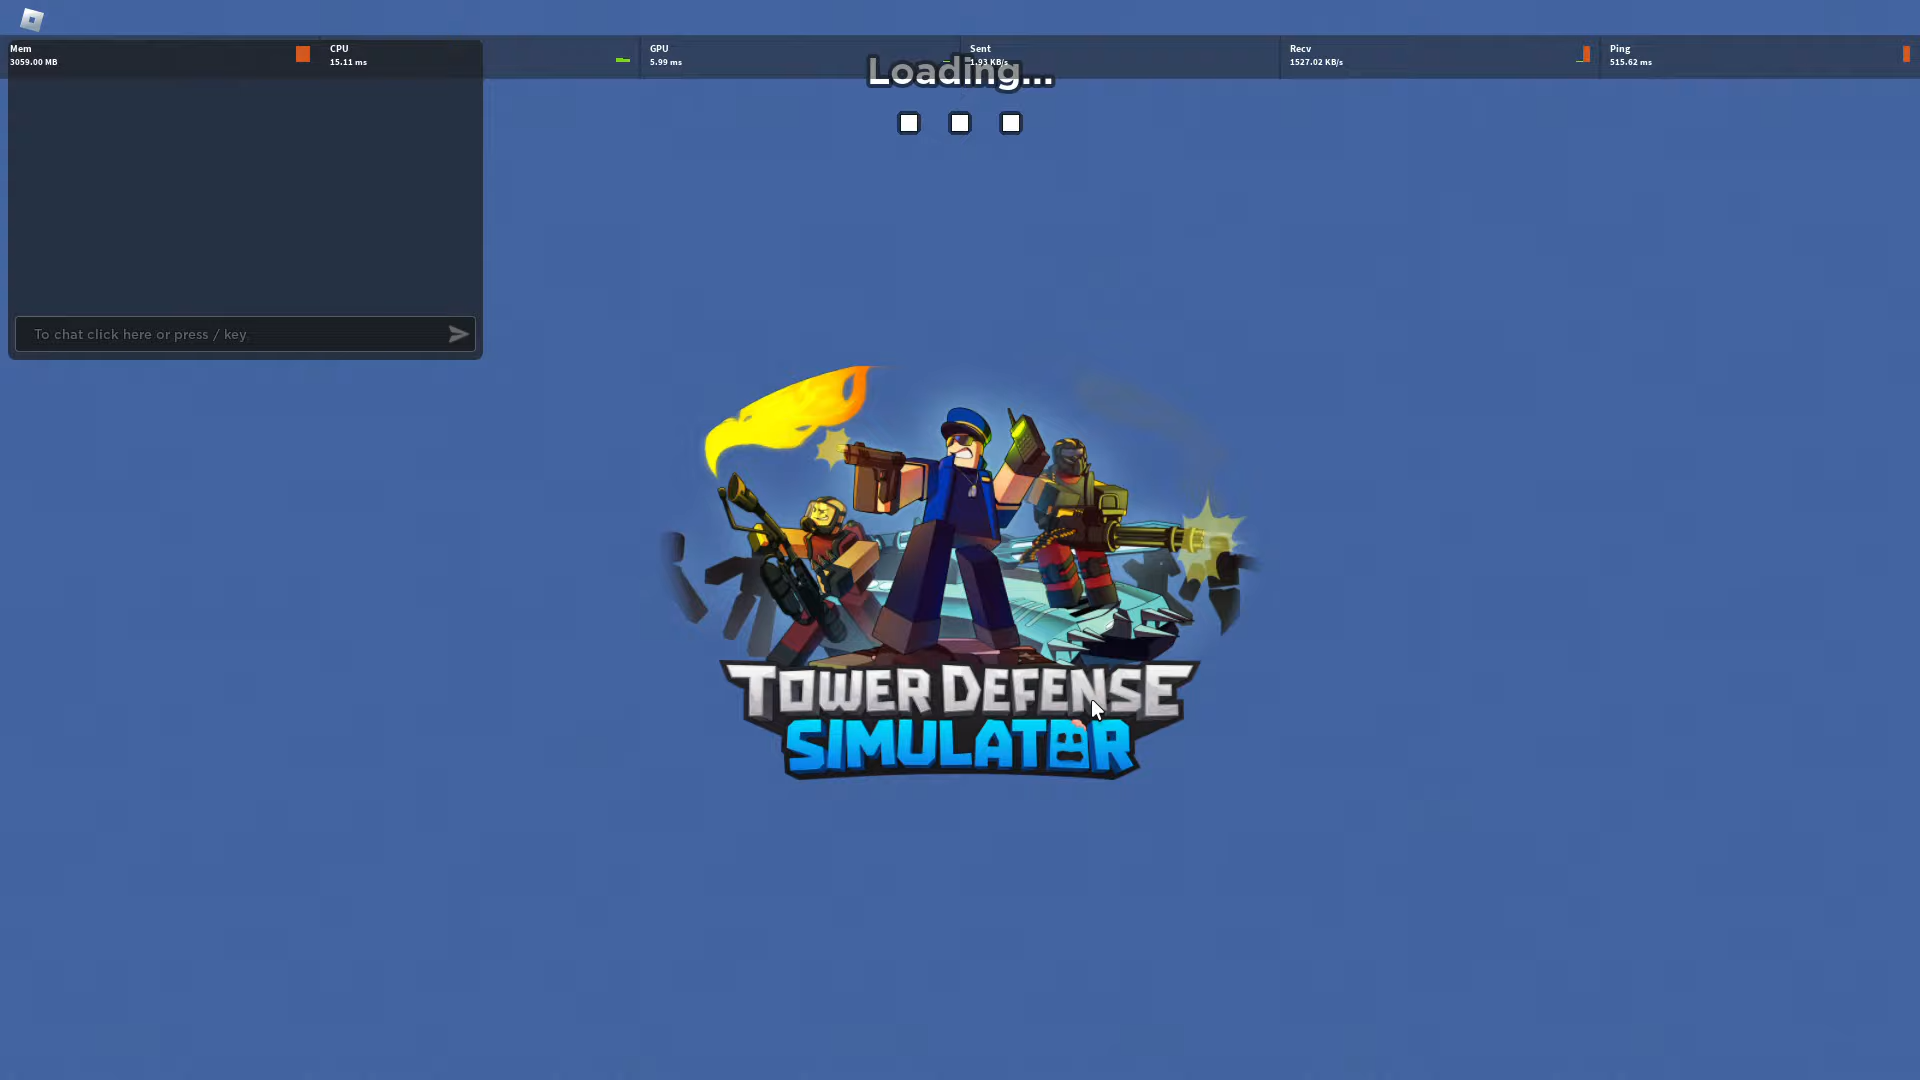 Mem
3059.00 MB
CPU
15.11 ms
GPU
5.99 ms
Sent
1.93 KB/s
Recv
1527.02 KB/s
Ping
515.62 ms
Loading...
To chat click here or press / key
TOWER DEFENSE
SIMULATOR